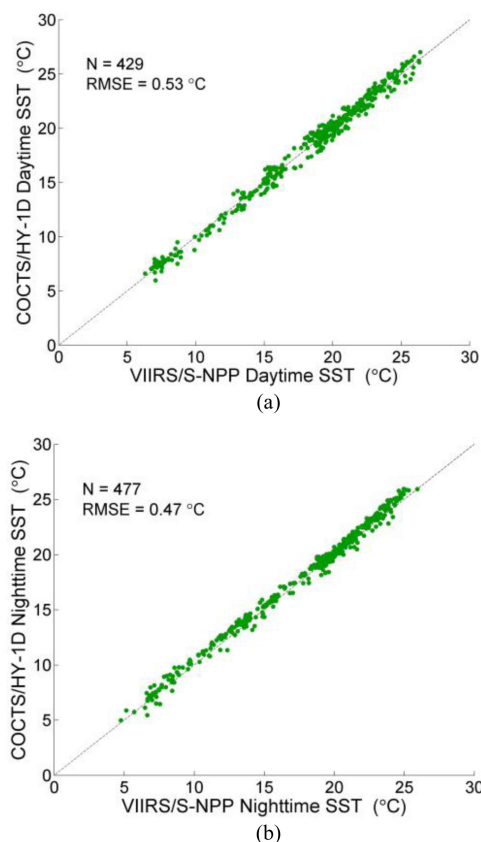 30
25
20
15
10
5
0
N = 429
RMSE = 0.53 °C
COCTS/HY-1D Daytime SST (°C)
0 5 10 15 20 25 30
VIIRS/S-NPP Daytime SST (°C)
(a)
30
25
20
15
10
5
0
N = 477
RMSE = 0.47 °C
COCTS/HY-1D Nighttime SST (°C)
0 5 10 15 20 25 30
VIIRS/S-NPP Nighttime SST (°C)
(b)